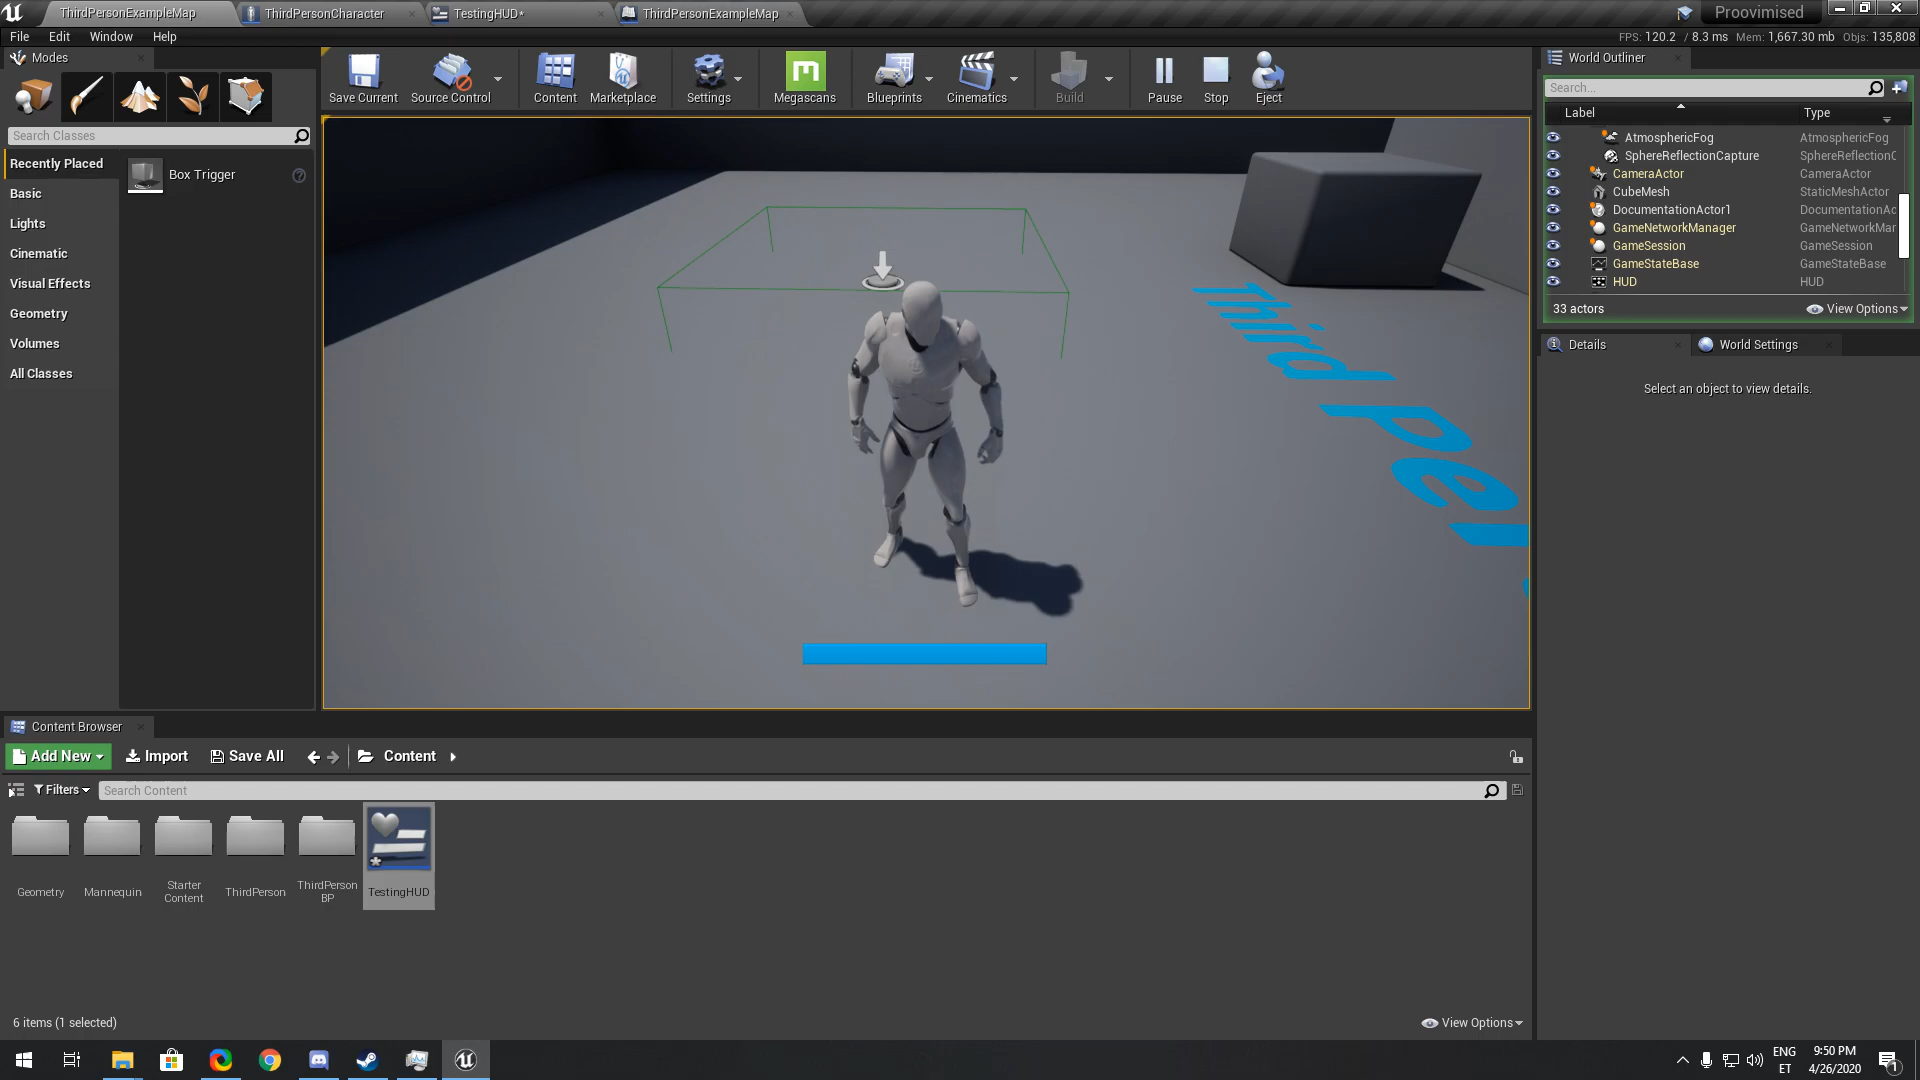 ThirdPersonExampleMap
ThirdPersonCharacter
TestingHUD*
ThirdPersonExampleMap
Proovimised
File Edit Window Help
FPS: 120.2 / 8.3 ms Mem: 1,667.30 mb Objs: 135,808
Modes
Search Classes
Recently Placed
Basic
Lights
Cinematic
Visual Effects
Geometry
Volumes
All Classes
Box Trigger
Save Current
Source Control
Content
Marketplace
Settings
Megascans
Blueprints
Cinematics
Build
Pause
Stop
Eject
Third Per
World Outliner
Search...
Label Type
AtmosphericFog AtmosphericFog
SphereReflectionCapture SphereReflectionC
CameraActor CameraActor
CubeMesh StaticMeshActor
DocumentationActor1 DocumentationAc
GameNetworkManager GameNetworkMar
GameSession GameSession
GameStateBase GameStateBase
HUD HUD
33 actors
View Options
Details
World Settings
Select an object to view details.
Content Browser
Add New
Import
Save All
Content
Filters
Search Content
Geometry
Mannequin
Starter
Content
ThirdPerson
ThirdPerson
BP
TestingHUD
6 items (1 selected)
View Options
ENG
ET
9:50 PM
4/26/2020
1